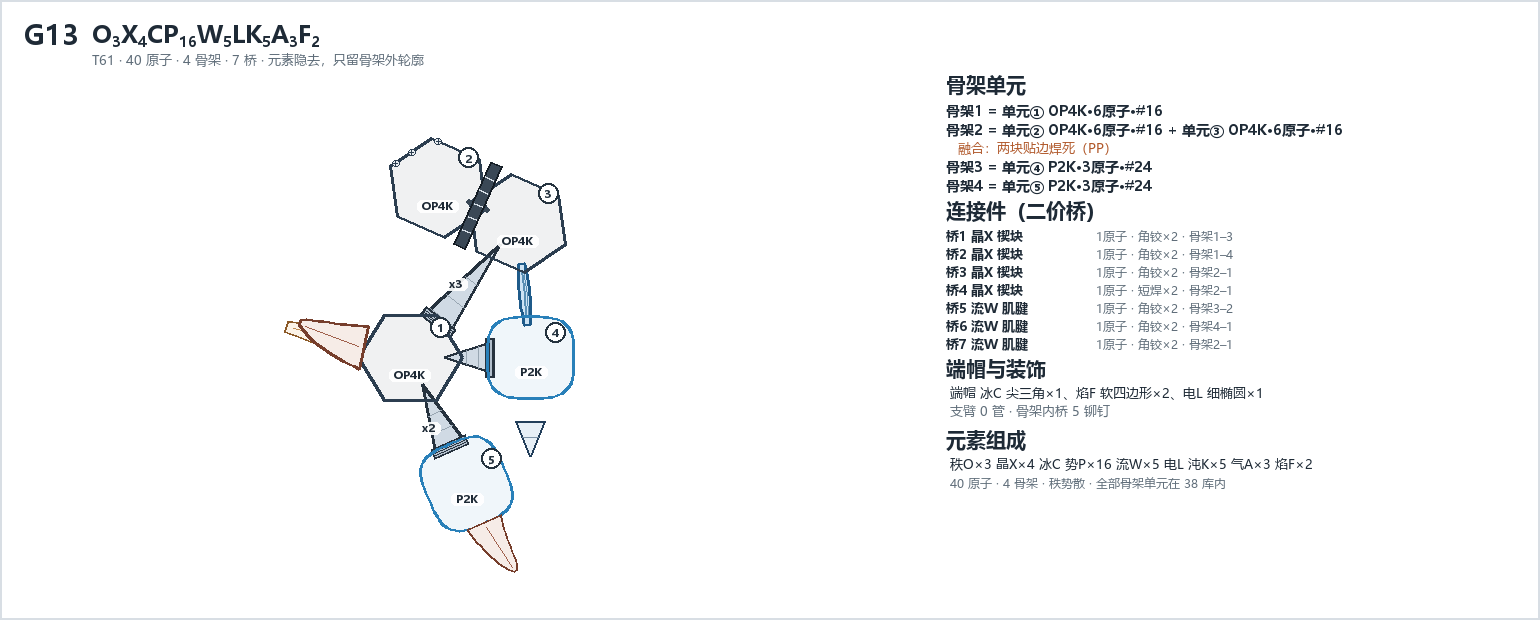 G13 O₃X₄CP₁₆W₅LK₅A₃F₂
T61 · 40 原子 · 4 骨架 · 7 桥 · 元素隐去，只留骨架外轮廓
2
3
OP4K
OP4K
x3
1
4
OP4K
P2K
x2
5
P2K
骨架单元
骨架1 = 单元① OP4K•6原子•#16
骨架2 = 单元② OP4K•6原子•#16 + 单元③ OP4K•6原子•#16
融合：两块贴边焊死（PP）
骨架3 = 单元④ P2K•3原子•#24
骨架4 = 单元⑤ P2K•3原子•#24
连接件（二价桥）
桥1 晶X 楔块 1原子 · 角铰×2 · 骨架1–3
桥2 晶X 楔块 1原子 · 角铰×2 · 骨架1–4
桥3 晶X 楔块 1原子 · 角铰×2 · 骨架2–1
桥4 晶X 楔块 1原子 · 短焊×2 · 骨架2–1
桥5 流W 肌腱 1原子 · 角铰×2 · 骨架3–2
桥6 流W 肌腱 1原子 · 角铰×2 · 骨架4–1
桥7 流W 肌腱 1原子 · 角铰×2 · 骨架2–1
端帽与装饰
端帽 冰C 尖三角×1、焰F 软四边形×2、电L 细椭圆×1
支臂 0 管 · 骨架内桥 5 铆钉
元素组成
秩O×3 晶X×4 冰C 势P×16 流W×5 电L 沌K×5 气A×3 焰F×2
40 原子 · 4 骨架 · 秩势散 · 全部骨架单元在 38 库内